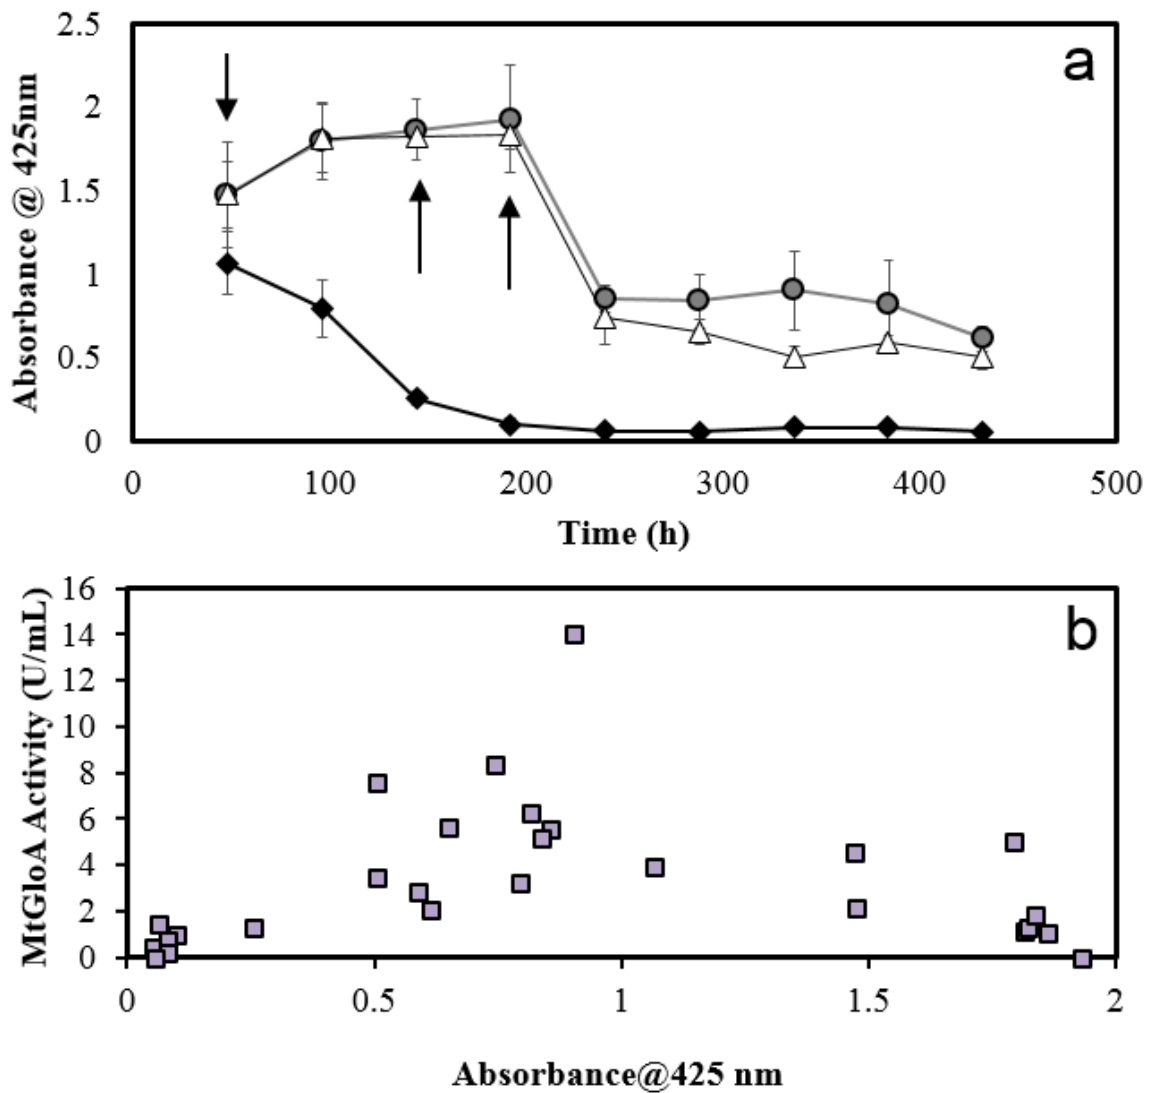 a
Absorbance @ 425nm
2.5
2
1.5
1
0.5
0
0 100 200 300 400 500
Time (h)
b
MtGloA Activity (U/mL)
16
14
12
10
8
6
4
2
0
0 0.5 1 1.5 2
Absorbance@425 nm